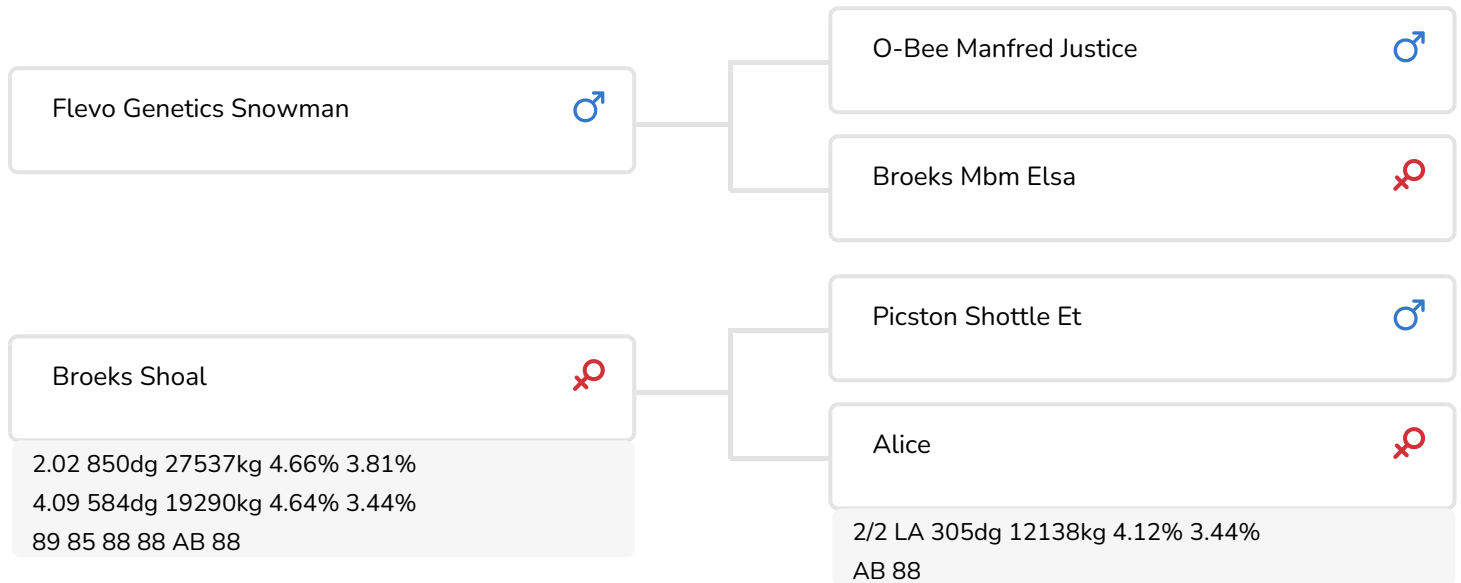 O-Bee Manfred Justice
Flevo Genetics Snowman
Broeks Mbm Elsa
Picston Shottle Et
Broeks Shoal
Alice
2.02 850dg 27537kg 4.66% 3.81%
4.09 584dg 19290kg 4.64% 3.44%
89 85 88 88 AB 88
2/2 LA 305dg 12138kg 4.12% 3.44%
AB 88